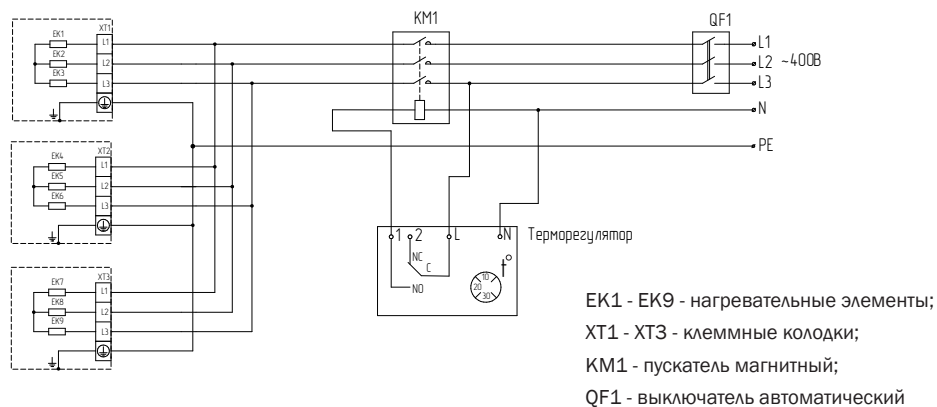 KM1
QF1
XT1
EK1
L1
EK2
L2
EK3
L3
L1
L2 ~400В
L3
N
PE
XT2
EK4
L1
EK5
L2
EK6
L3
1 2 L N Терморегулятор
NC
C
NO
t°
10
20
30
XT3
EK7
L1
EK8
L2
EK9
L3
EK1 - EK9 - нагревательные элементы;
XT1 - XT3 - клеммные колодки;
KM1 - пускатель магнитный;
QF1 - выключатель автоматический